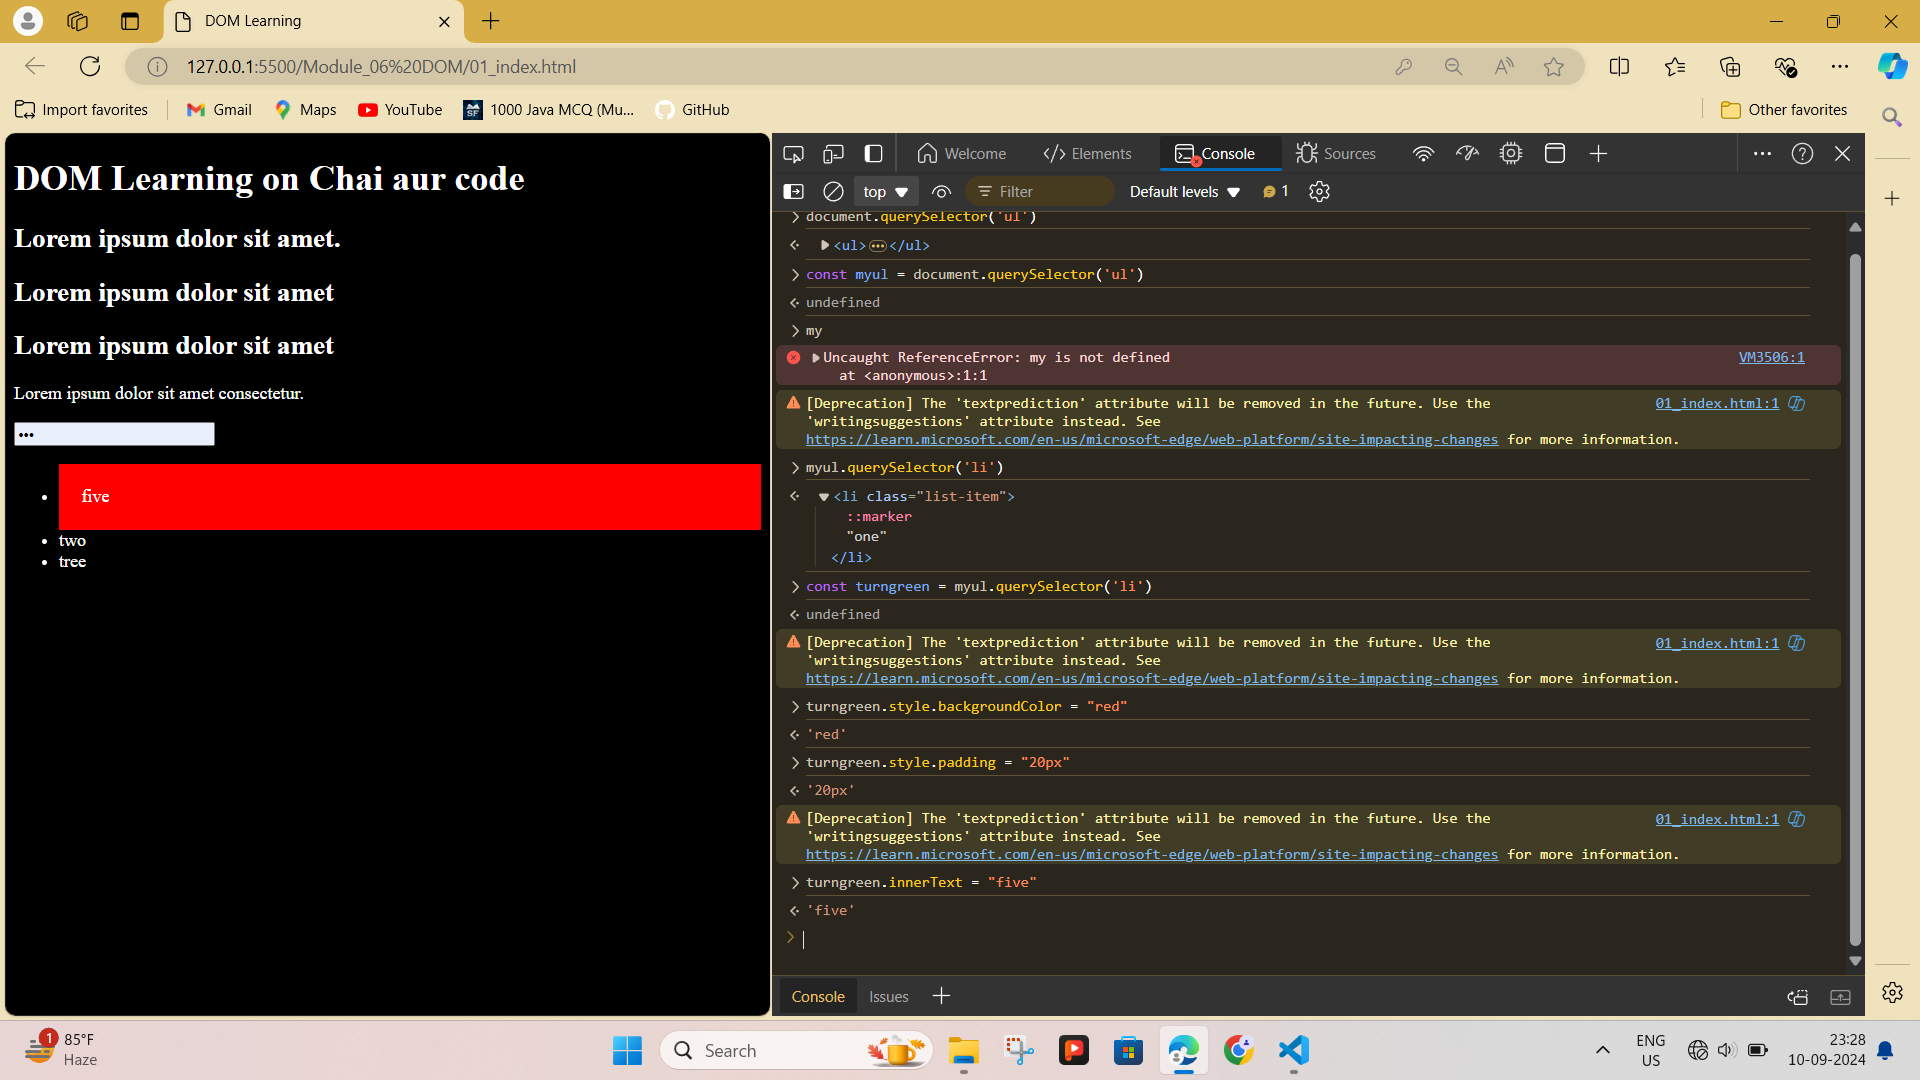 DOM Learning
127.0.0.1:5500/Module_06%20DOM/01_index.html
Import favorites
Gmail
Maps
YouTube
1000 Java MCQ (Mu...
GitHub
Other favorites
DOM Learning on Chai aur code
Lorem ipsum dolor sit amet.
Lorem ipsum dolor sit amet
Lorem ipsum dolor sit amet
Lorem ipsum dolor sit amet consectetur.
•••
• five
• two
• tree
Welcome
Elements
Console
Sources
top
Filter
Default levels
1
document.querySelector('ul')
<ul>…</ul>
const myul = document.querySelector('ul')
undefined
my
Uncaught ReferenceError: my is not defined
VM3506:1
at <anonymous>:1:1
[Deprecation] The 'textprediction' attribute will be removed in the future. Use the
01_index.html:1
'writingsuggestions' attribute instead. See
https://learn.microsoft.com/en-us/microsoft-edge/web-platform/site-impacting-changes for more information.
myul.querySelector('li')
<li class="list-item">
::marker
"one"
</li>
const turngreen = myul.querySelector('li')
undefined
[Deprecation] The 'textprediction' attribute will be removed in the future. Use the
01_index.html:1
'writingsuggestions' attribute instead. See
https://learn.microsoft.com/en-us/microsoft-edge/web-platform/site-impacting-changes for more information.
turngreen.style.backgroundColor = "red"
'red'
turngreen.style.padding = "20px"
'20px'
[Deprecation] The 'textprediction' attribute will be removed in the future. Use the
01_index.html:1
'writingsuggestions' attribute instead. See
https://learn.microsoft.com/en-us/microsoft-edge/web-platform/site-impacting-changes for more information.
turngreen.innerText = "five"
'five'
Console
Issues
1
85°F
Haze
Search
ENG
US
23:28
10-09-2024